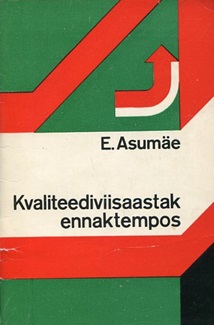 E. Asumäe
Kvaliteediviisaastak
ennaktempos